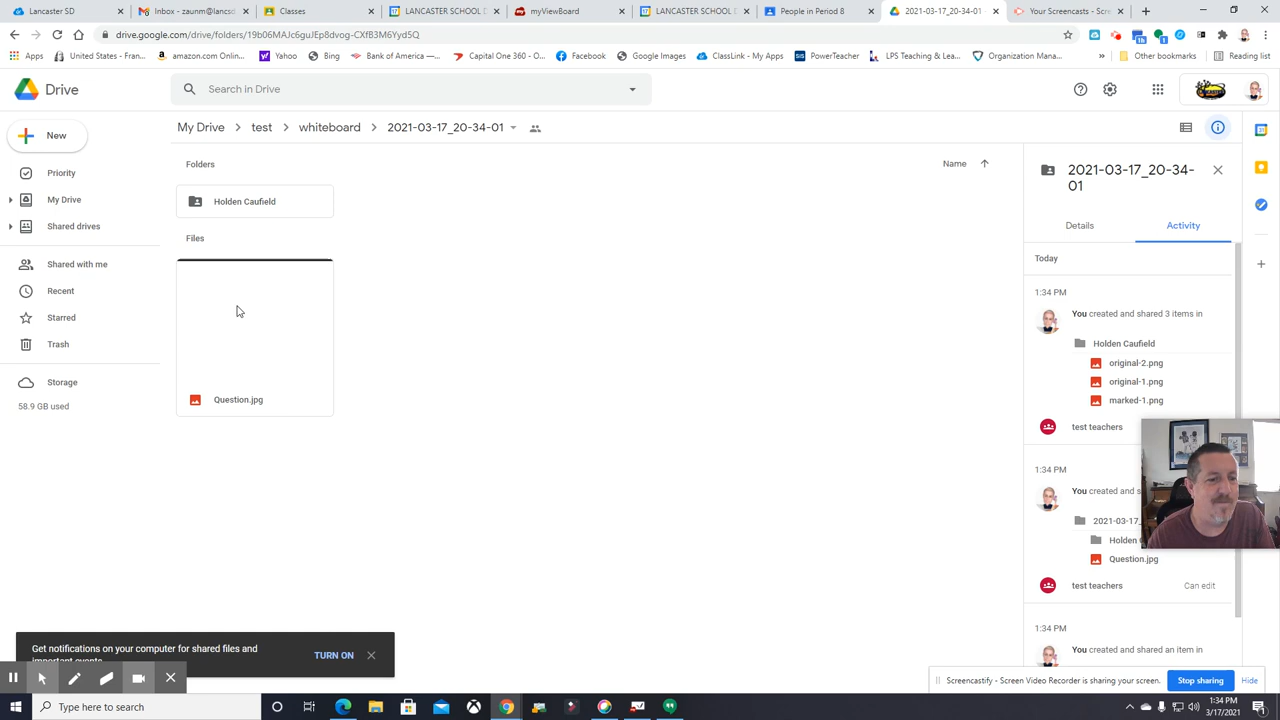 Lancaster SD
Inbox - zaunm@lancsd
Classes
LANCASTER SCHOOL D
myViewBoard
LANCASTER SCHOOL D
People in Period 8
2021-03-17_20-34-01 -
Your Screencasts - Scre
drive.google.com/drive/folders/19b06MAJc6guJEp8dvog-CXfB3M6Yyd5Q
Apps
United States - Fran...
amazon.com Onlin...
Yahoo
Bing
Bank of America —...
Capital One 360 - O...
Facebook
Google Images
ClassLink - My Apps
PowerTeacher
LPS Teaching & Lea...
Organization Mana...
»
Other bookmarks
Reading list
Drive
Search in Drive
New
My Drive
test
whiteboard
2021-03-17_20-34-01
Priority
My Drive
Shared drives
Shared with me
Recent
Starred
Trash
Storage
58.9 GB used
Folders
Name
Holden Caufield
Files
Question.jpg
2021-03-17_20-34-
01
Details
Activity
Today
1:34 PM
You created and shared 3 items in
Holden Caufield
original-2.png
original-1.png
marked-1.png
test teachers
1:34 PM
You created and s
2021-03-17_
Holden
Question.jpg
test teachers
Can edit
1:34 PM
You created and shared an item in
Get notifications on your computer for shared files and
important events
TURN ON
Screencastify - Screen Video Recorder is sharing your screen.
Stop sharing
Hide
Type here to search
1:34 PM
3/17/2021